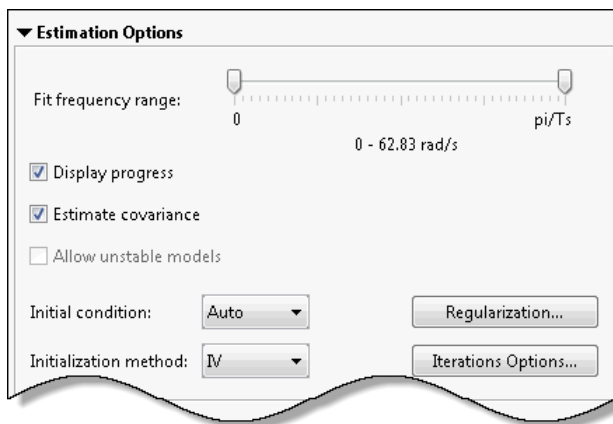 Estimation Options
Fit frequency range:
0 pi/Ts
0 - 62.83 rad/s
Display progress
Estimate covariance
Allow unstable models
Initial condition: Auto Regularization...
Initialization method: IV Iterations Options...